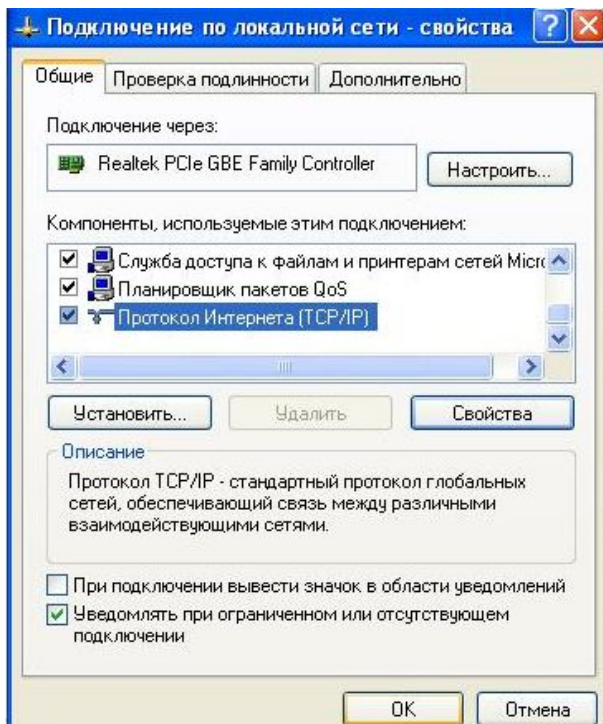 Подключение по локальной сети - свойства
Общие
Проверка подлинности
Дополнительно
Подключение через:
Realtek PCIe GBE Family Controller
Настроить...
Компоненты, используемые этим подключением:
Служба доступа к файлам и принтерам сетей Micro
Планировщик пакетов QoS
Протокол Интернета (TCP/IP)
Установить...
Удалить
Свойства
Описание
Протокол TCP/IP - стандартный протокол глобальных
сетей, обеспечивающий связь между различными
взаимодействующими сетями.
При подключении вывести значок в области уведомлений
Уведомлять при ограниченном или отсутствующем
подключении
ОК
Отмена